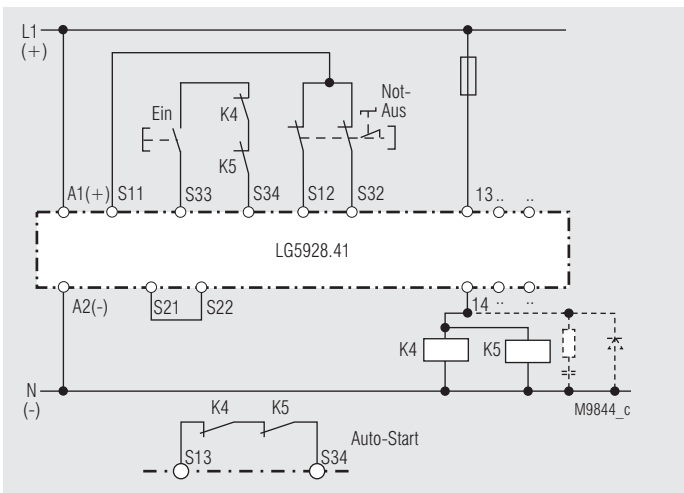 L1
(+)
Not-
Aus
Ein
K4
K5
A1(+) S11 S33 S34 S12 S32 13 .. ..
LG5928.41
A2(-) S21 S22 14 .. ..
K4 K5
N
(-)
M9844_c
K4 K5
Auto-Start
S13 S34